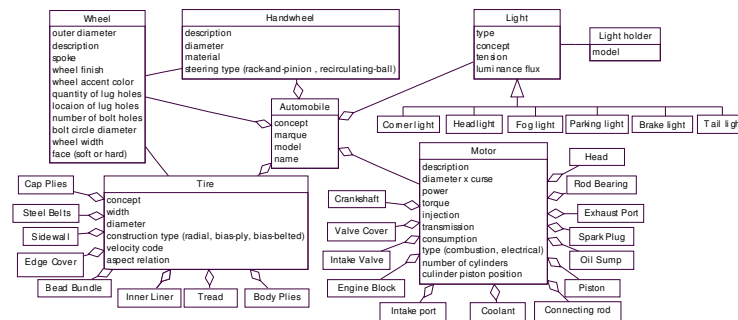 Wheel
outer diameter
description
spoke
wheel finish
wheel accent color
quantity of lug holes
locaion of lug holes
number of bolt holes
bolt circle diameter
wheel width
face (soft or hard)
Handwheel
description
diameter
material
steering type (rack-and-pinion , recirculating-ball)
Light
type
concept
tension
luminance flux
Light holder
model
Automobile
concept
marque
model
name
Corner light
Head light
Fog light
Parking light
Brake light
Tail light
Tire
concept
width
diameter
construction type (radial, bias-ply, bias-belted)
velocity code
aspect relation
Cap Plies
Steel Belts
Sidewall
Edge Cover
Bead Bundle
Inner Liner
Tread
Body Plies
Motor
description
diameter x curse
power
torque
injection
transmission
consumption
type (combustion, electrical)
number of cylinders
culinder piston position
Crankshaft
Valve Cover
Intake Valve
Engine Block
Intake port
Coolant
Head
Rod Bearing
Exhaust Port
Spark Plug
Oil Sump
Piston
Connecting rod